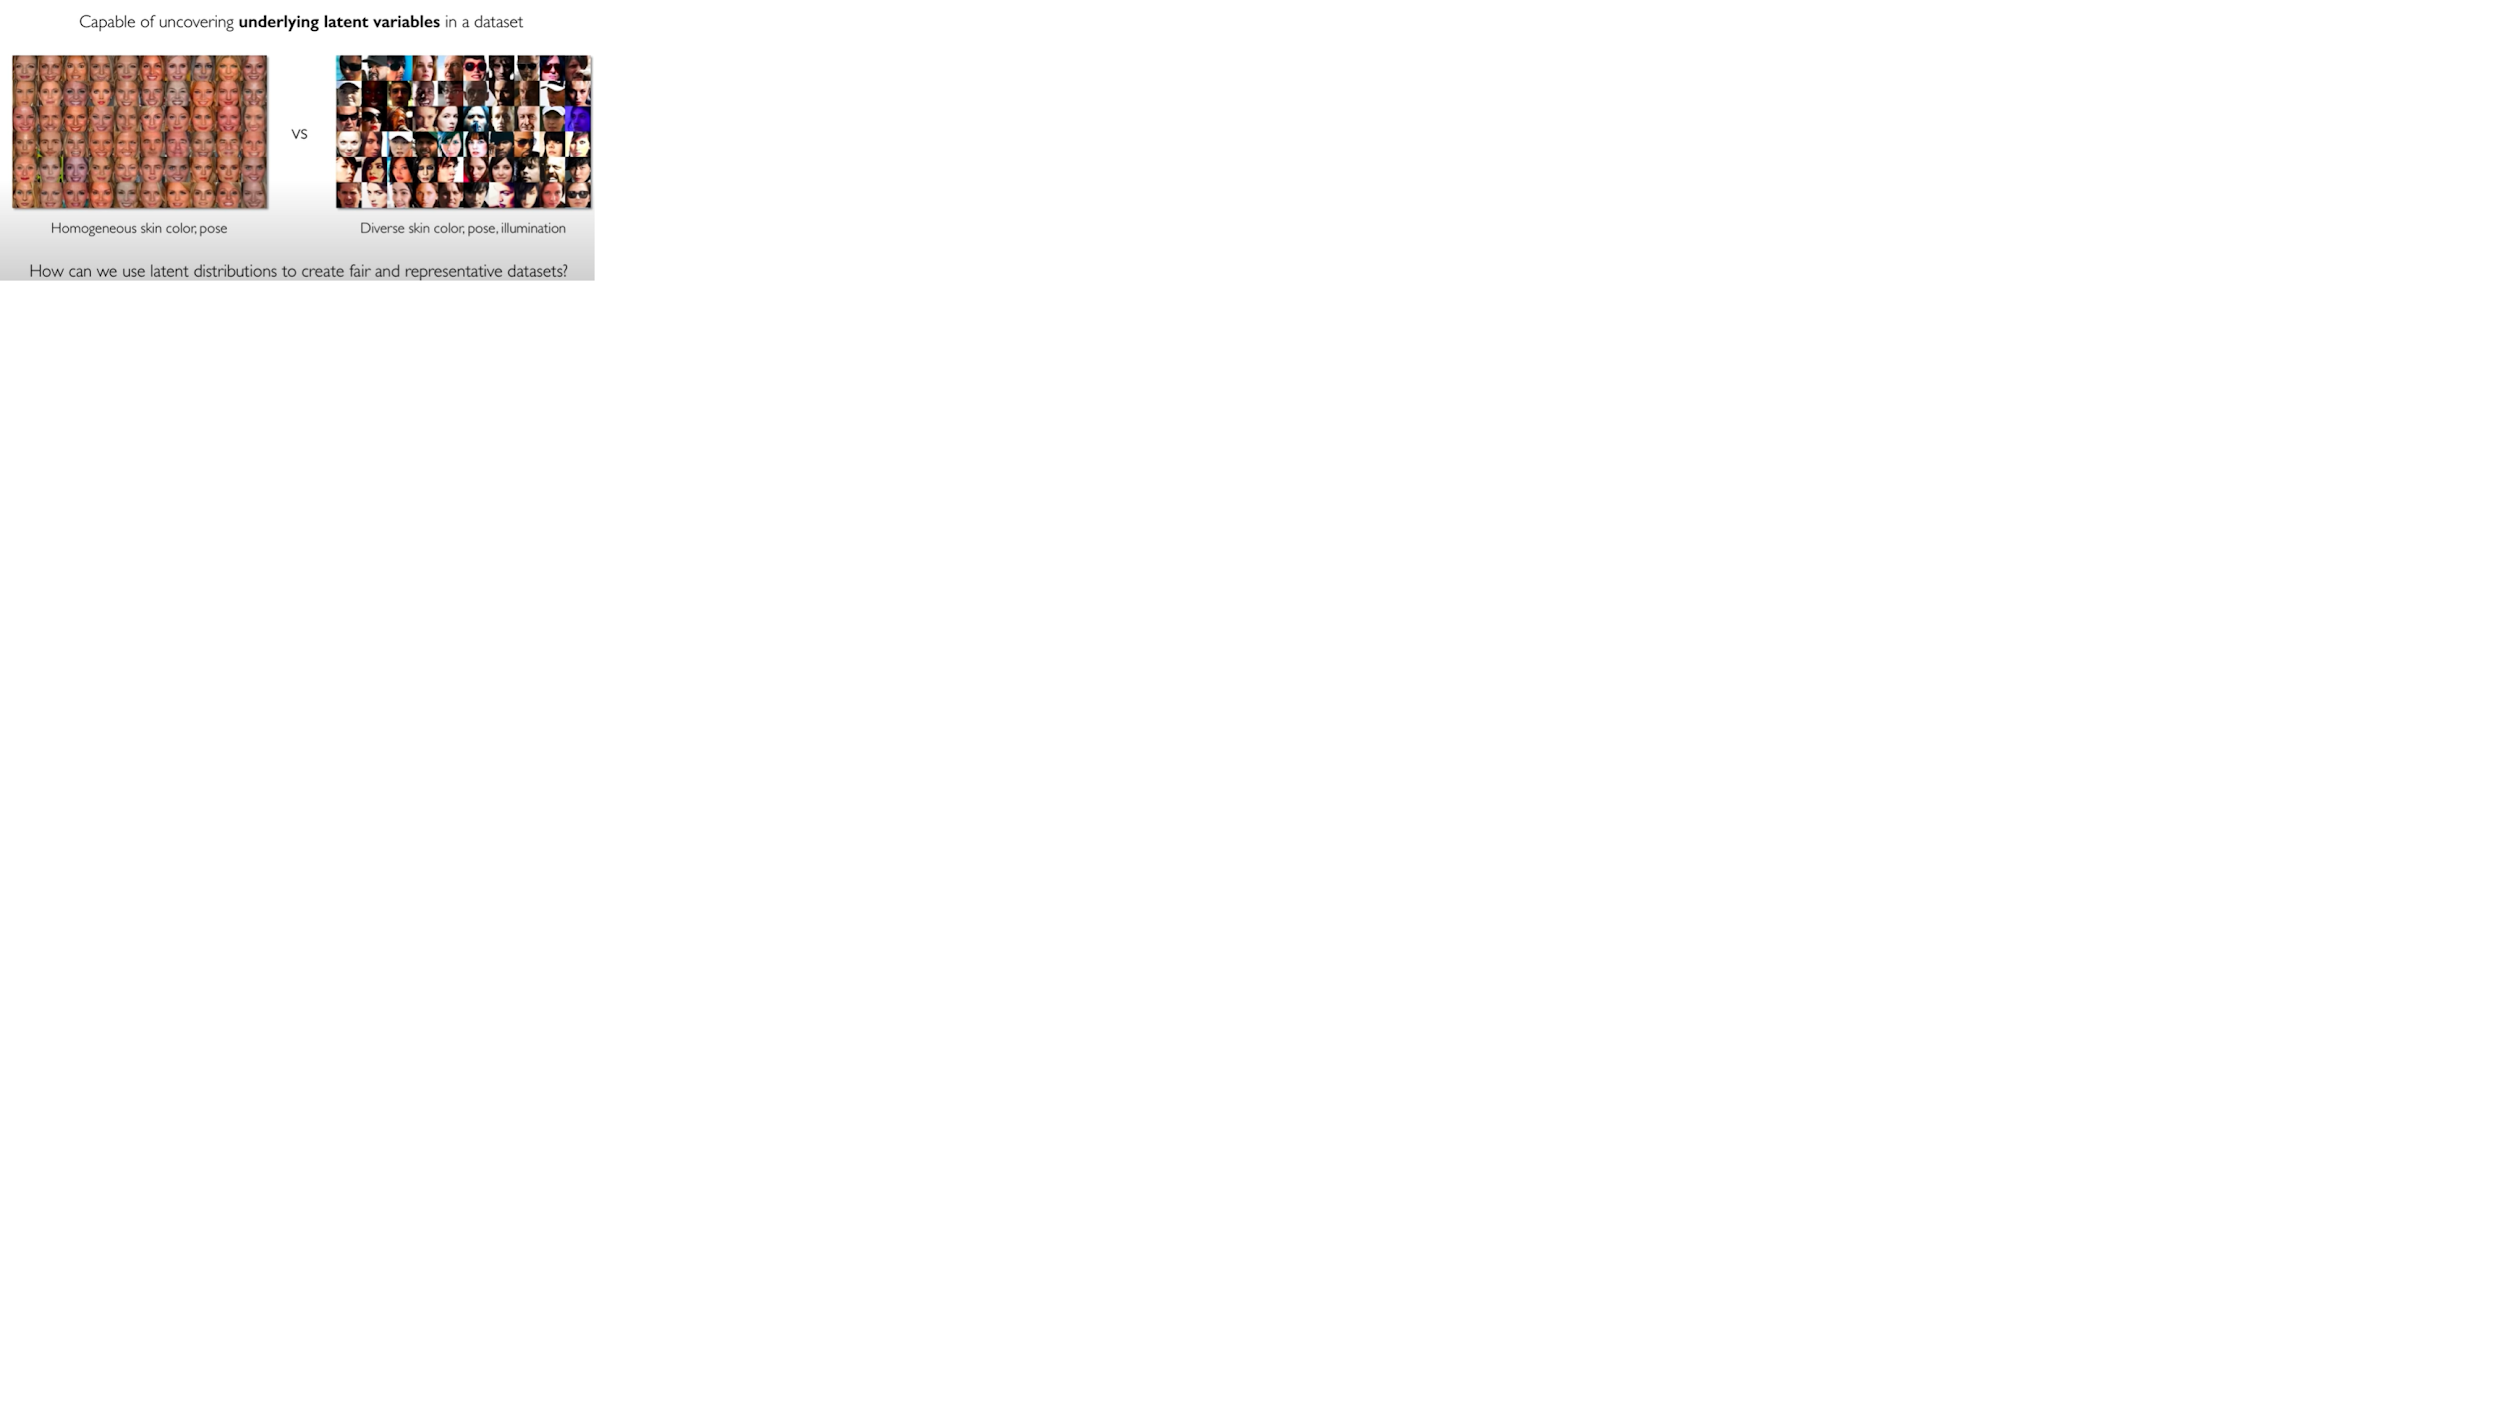 Capable of uncovering underlying latent variables in a dataset
VS
Homogeneous skin color, pose
Diverse skin color, pose, illumination
How can we use latent distributions to create fair and representative datasets?